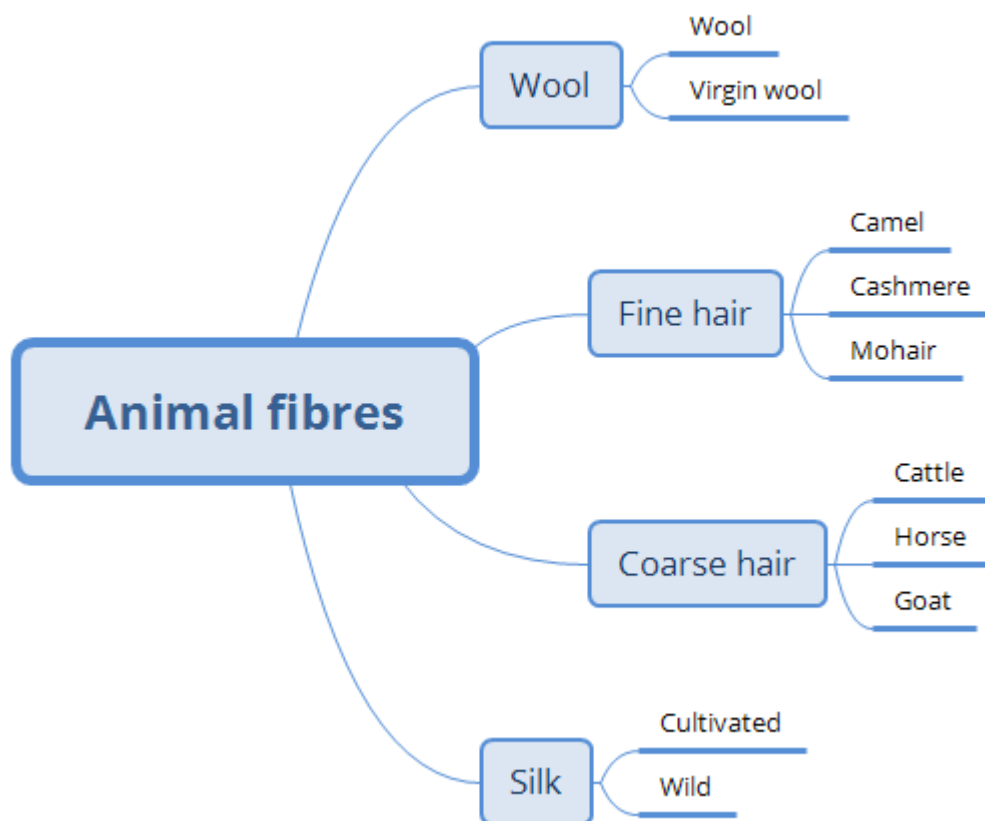 Animal fibres
Wool
Wool
Virgin wool
Fine hair
Camel
Cashmere
Mohair
Coarse hair
Cattle
Horse
Goat
Silk
Cultivated
Wild